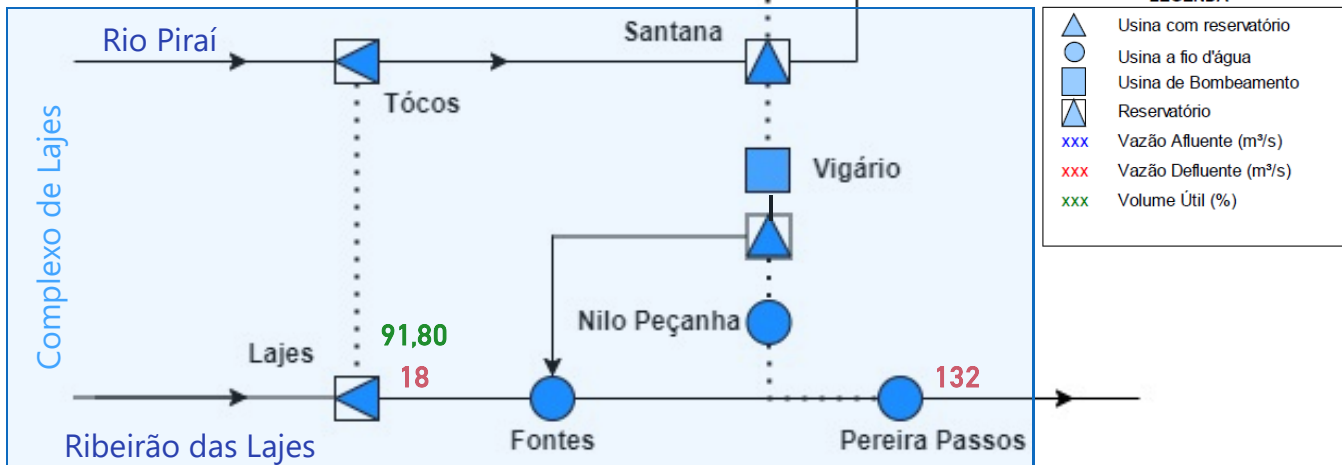 Rio Piraí
Santana
Tócos
Complexo de Lajes
Vigário
Nilo Peçanha
91,80
Lajes
18
132
Fontes
Pereira Passos
Ribeirão das Lajes
Usina com reservatório
Usina a fio d'água
Usina de Bombeamento
Reservatório
xxx Vazão Afluente (m³/s)
xxx Vazão Defluente (m³/s)
xxx Volume Útil (%)